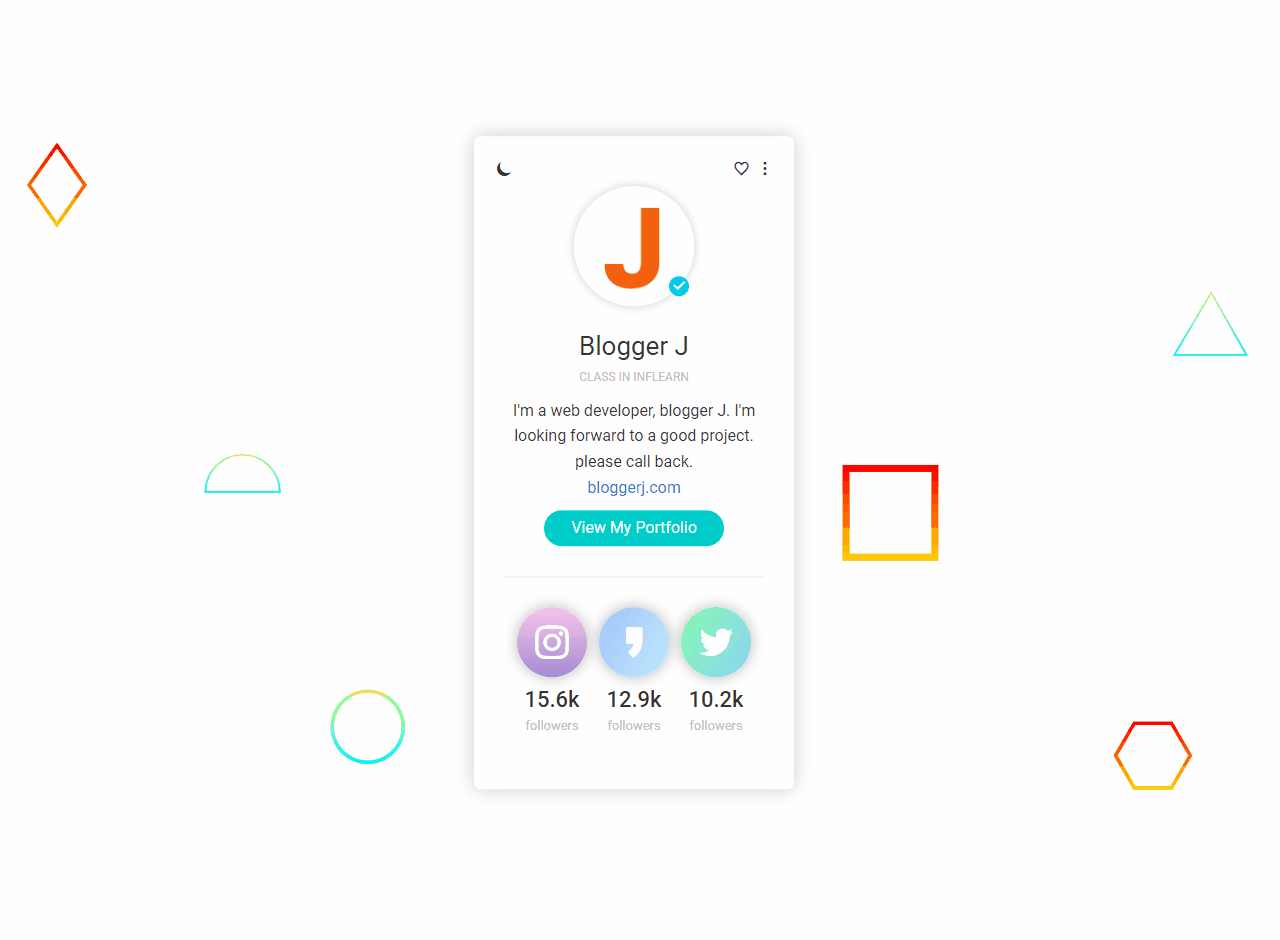 J
Blogger J
CLASS IN INFLEARN
I'm a web developer, blogger J. I'm
looking forward to a good project.
please call back.
bloggerj.com
View My Portfolio
15.6k 12.9k 10.2k
followers followers followers